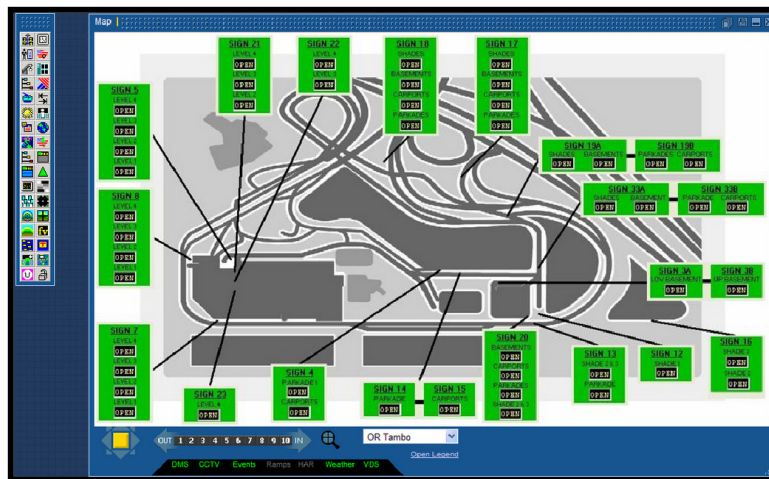 Map
SIGN 21
LEVEL 4
OPEN
LEVEL 3
OPEN
LEVEL 2
OPEN
SIGN 22
LEVEL 4
OPEN
LEVEL 3
OPEN
SIGN 18
SHADES
OPEN
BASEMENTS
OPEN
CARPORTS
OPEN
PARKADES
OPEN
SIGN 17
SHADES
OPEN
BASEMENTS
OPEN
CARPORTS
OPEN
PARKADES
OPEN
SIGN 5
LEVEL 4
OPEN
LEVEL 3
OPEN
LEVEL 2
OPEN
LEVEL 1
OPEN
SIGN 19A
SHADES BASEMENTS
OPEN OPEN
SIGN 19B
PARKADES CARPORTS
OPEN OPEN
SIGN 33A
SHADES BASEMENT
OPEN OPEN
SIGN 33B
PARKADE CARPORTS
OPEN OPEN
SIGN 8
LEVEL 4
OPEN
LEVEL 3
OPEN
LEVEL 2
OPEN
LEVEL 1
OPEN
SIGN 3A
LOW BASEMENT
OPEN
SIGN 3B
UP BASEMENT
OPEN
SIGN 7
LEVEL 4
OPEN
LEVEL 3
OPEN
LEVEL 2
OPEN
LEVEL 1
OPEN
SIGN 23
LEVEL 4
OPEN
SIGN 4
PARKADE 1
OPEN
CARPORTS
OPEN
SIGN 14
PARKADE
OPEN
SIGN 15
CARPORTS
OPEN
SIGN 20
BASEMENTS
OPEN
CARPORTS
OPEN
PARKADES
OPEN
SHADE 2&3
OPEN
SIGN 13
SHADE 2&3
OPEN
PARKADE
OPEN
SIGN 12
SHADE 1
OPEN
SIGN 16
SHADE 3
OPEN
SHADE 2
OPEN
OUT 1 2 3 4 5 6 7 8 9 10 IN
OR Tambo
Open Legend
DMS CCTV Events Ramps HAR Weather VDS